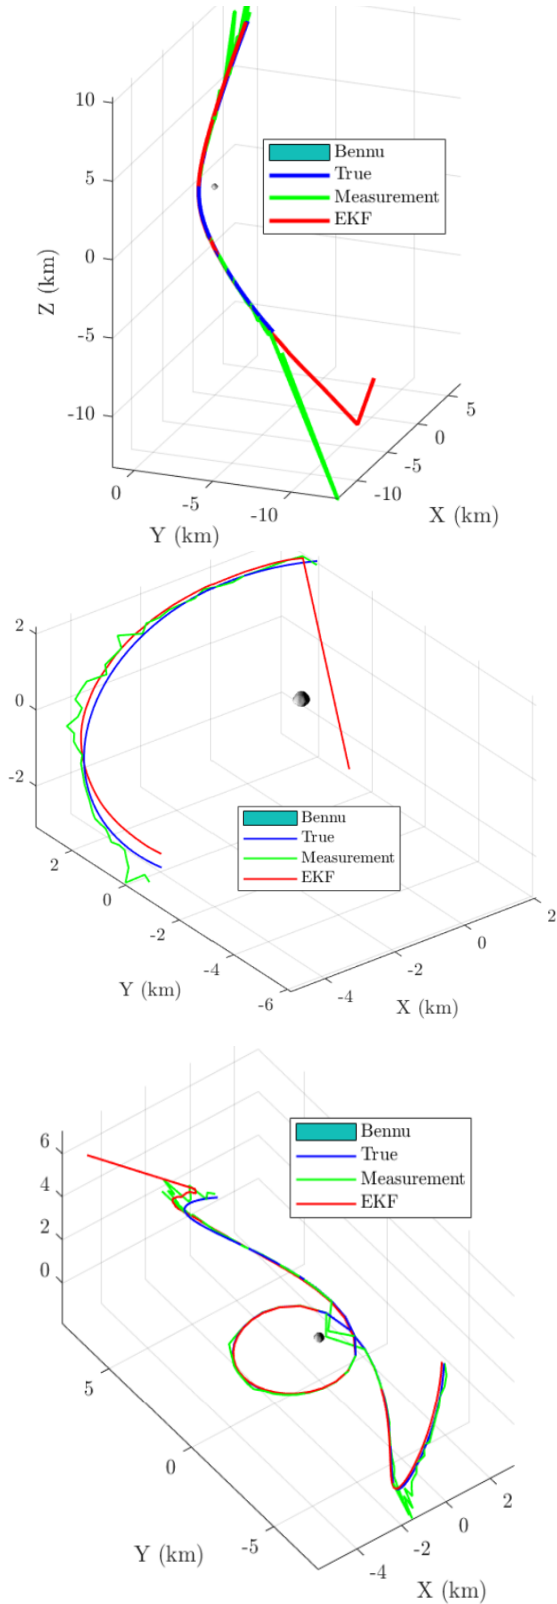 10
5
0
-5
-10
Z (km)
Bennu
True
Measurement
EKF
0
-5
-10
Y (km)
5
0
-5
-10
X (km)
2
0
-2
Bennu
True
Measurement
EKF
2
0
-2
-4
-6
Y (km)
2
0
-2
-4
X (km)
6
4
2
0
Bennu
True
Measurement
EKF
5
0
-5
Y (km)
2
0
-2
-4
X (km)